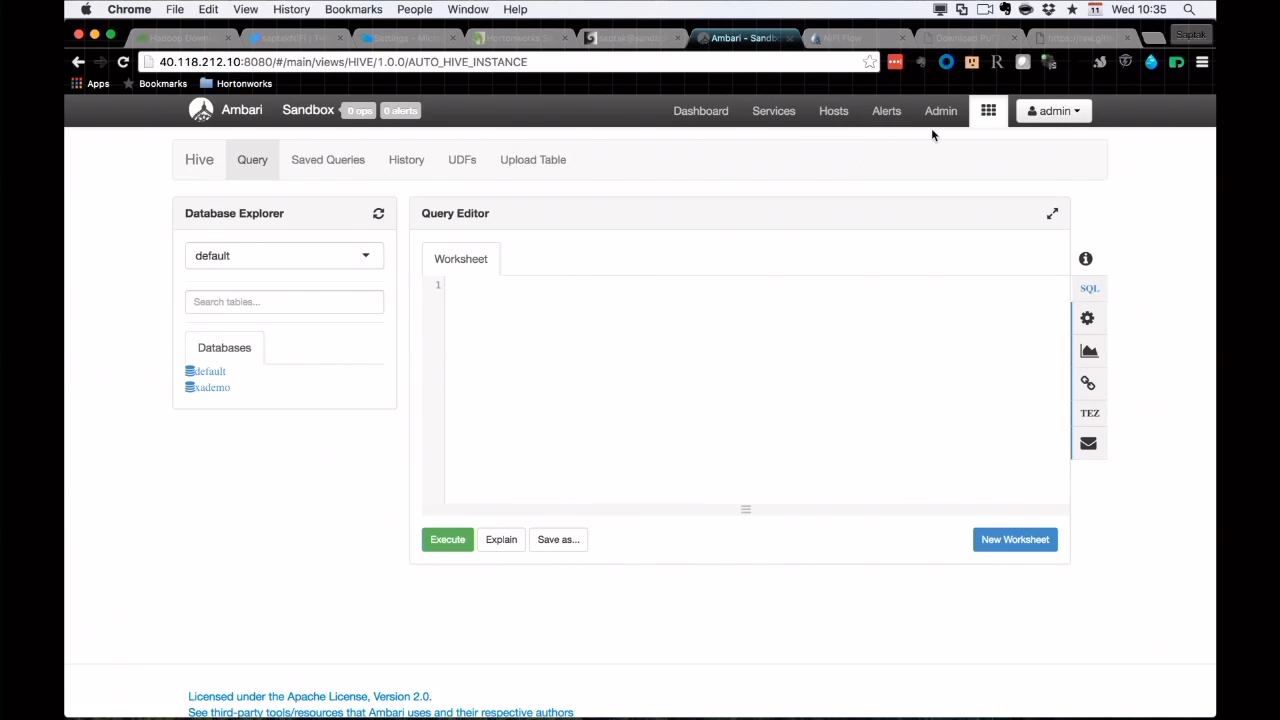 Chrome File Edit View History Bookmarks People Window Help Wed 10:35
Ambari - Sandb NiFi Flow Saptak
40.118.212.10:8080/#/main/views/HIVE/1.0.0/AUTO_HIVE_INSTANCE
Apps Bookmarks Hortonworks
Ambari Sandbox 0 ops 0 alerts Dashboard Services Hosts Alerts Admin admin
Hive Query Saved Queries History UDFs Upload Table
Database Explorer
default
Search tables...
Databases
default
xademo
Query Editor
Worksheet
1
SQL
TEZ
Execute Explain Save as... New Worksheet
Licensed under the Apache License, Version 2.0.
See third-party tools/resources that Ambari uses and their respective authors